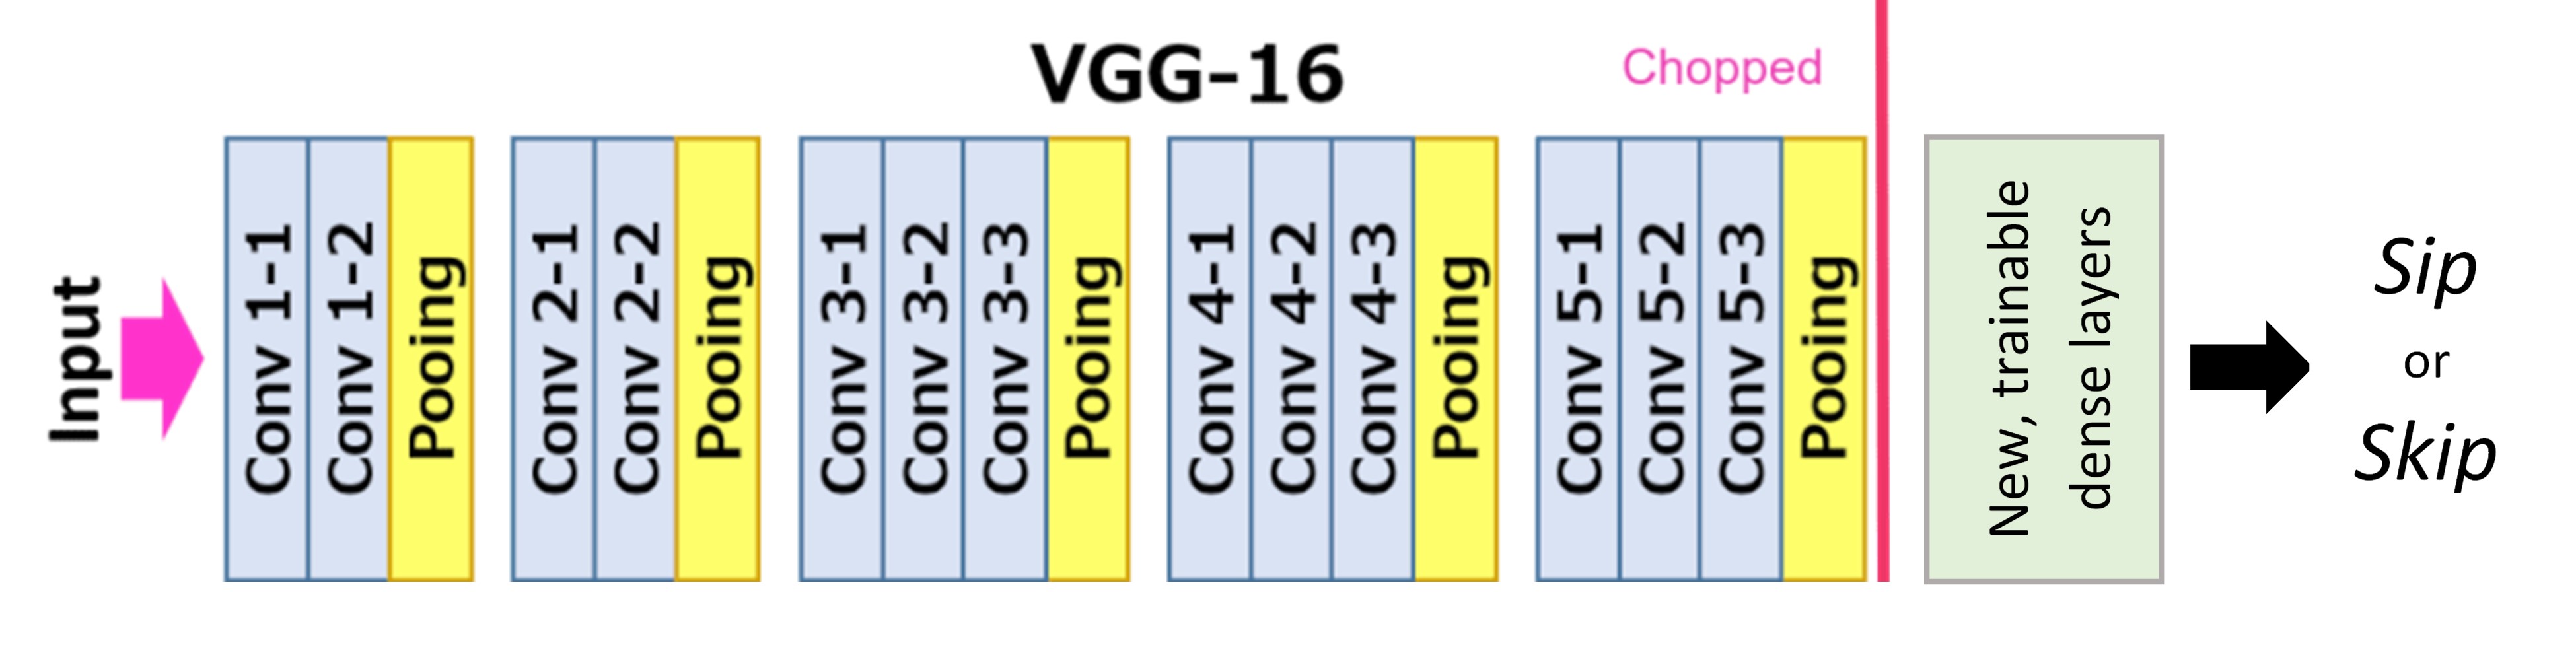 VGG-16
Chopped
Input
Conv 1-1
Conv 1-2
Pooing
Conv 2-1
Conv 2-2
Pooing
Conv 3-1
Conv 3-2
Conv 3-3
Pooing
Conv 4-1
Conv 4-2
Conv 4-3
Pooing
Conv 5-1
Conv 5-2
Conv 5-3
Pooing
New, trainable
dense layers
Sip
or
Skip